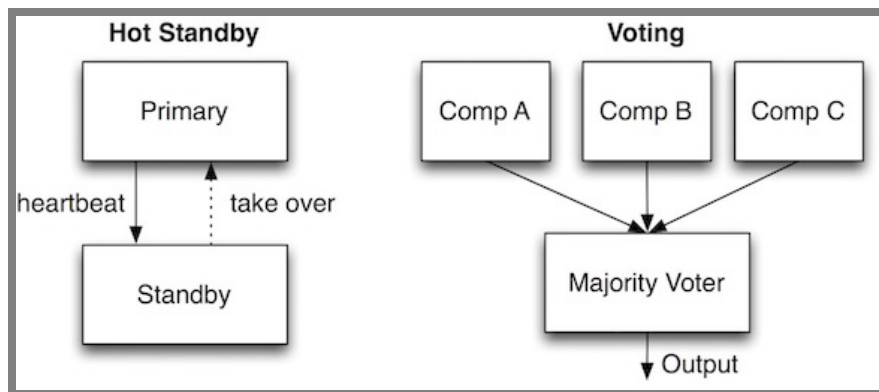 Hot Standby
Primary
heartbeat
take over
Standby
Voting
Comp A
Comp B
Comp C
Majority Voter
Output